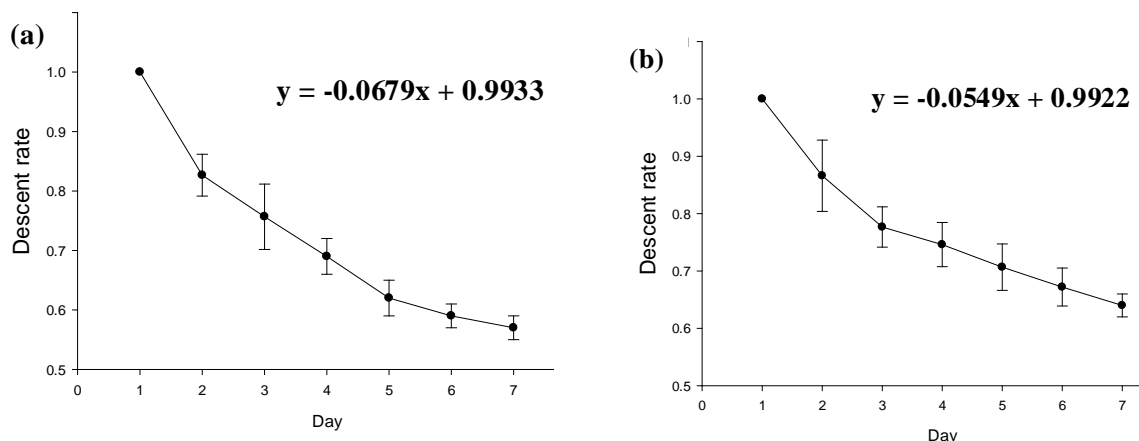 (a)
y = -0.0679x + 0.9933
1.0
0.9
0.8
0.7
0.6
0.5
Descent rate
0 1 2 3 4 5 6 7
Day
(b)
y = -0.0549x + 0.9922
1.0
0.9
0.8
0.7
0.6
0.5
Descent rate
0 1 2 3 4 5 6 7
Day